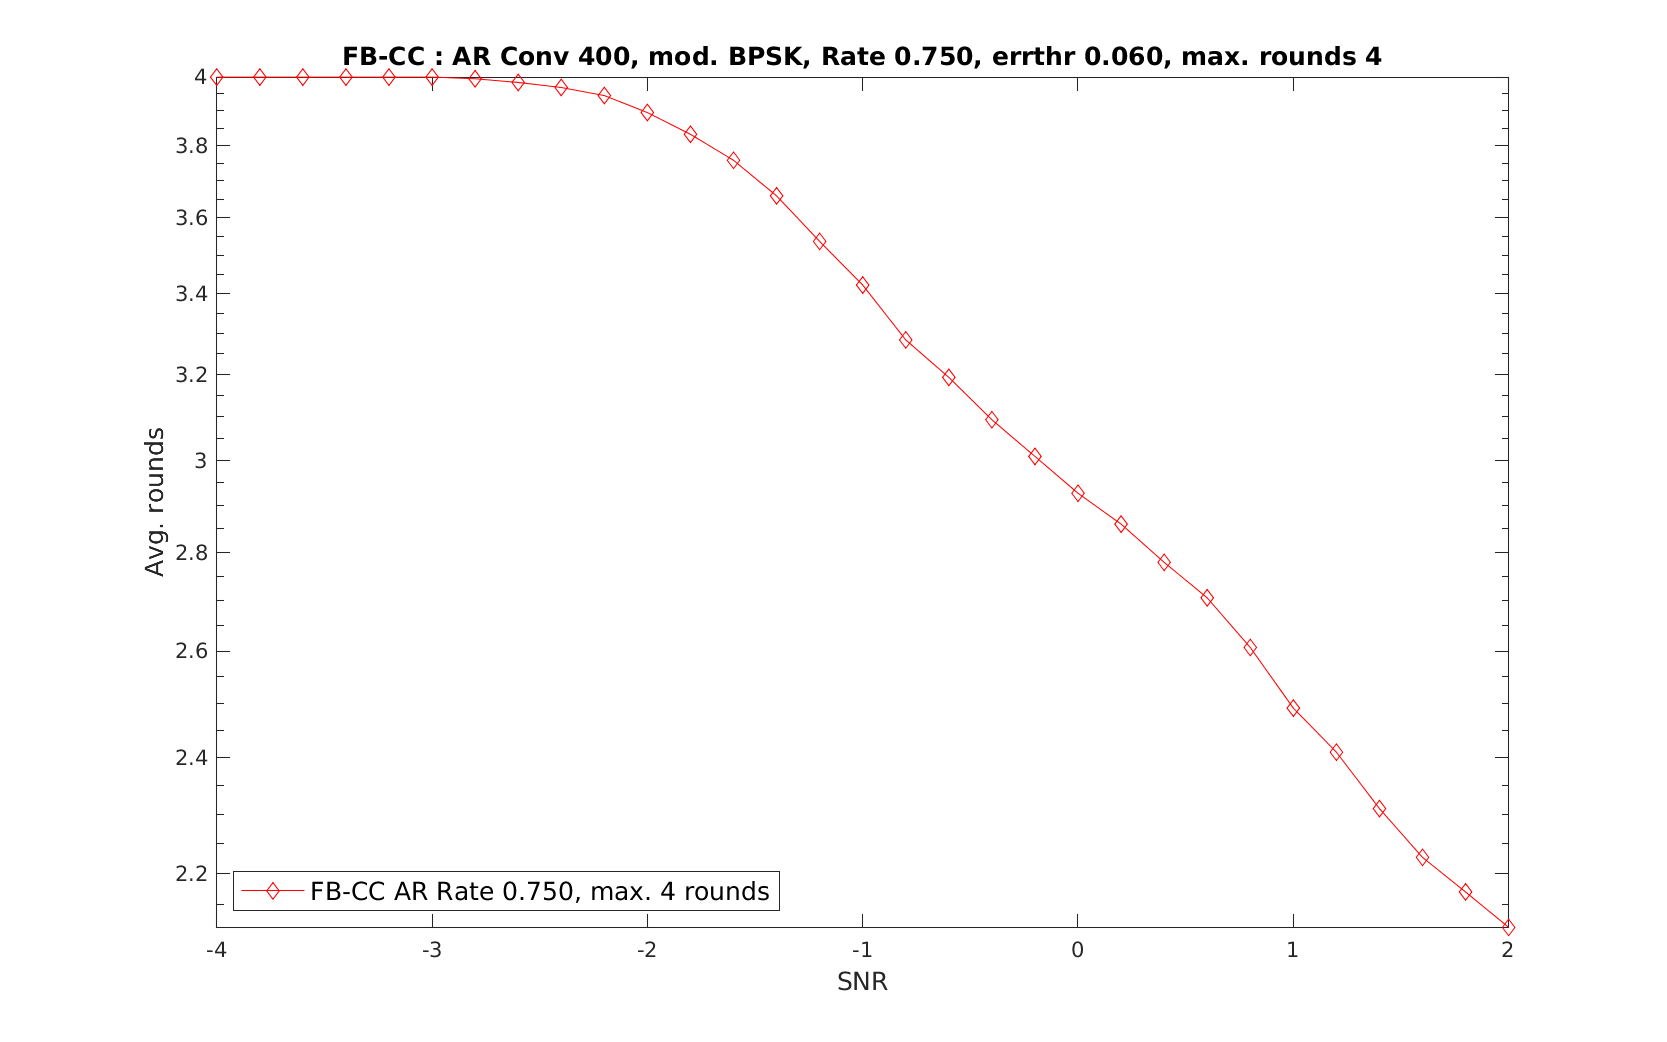 FB-CC : AR Conv 400, mod. BPSK, Rate 0.750, errthr 0.060, max. rounds 4
4
3.8
3.6
3.4
3.2
3
2.8
2.6
2.4
2.2
Avg. rounds
FB-CC AR Rate 0.750, max. 4 rounds
-4 -3 -2 -1 0 1 2
SNR